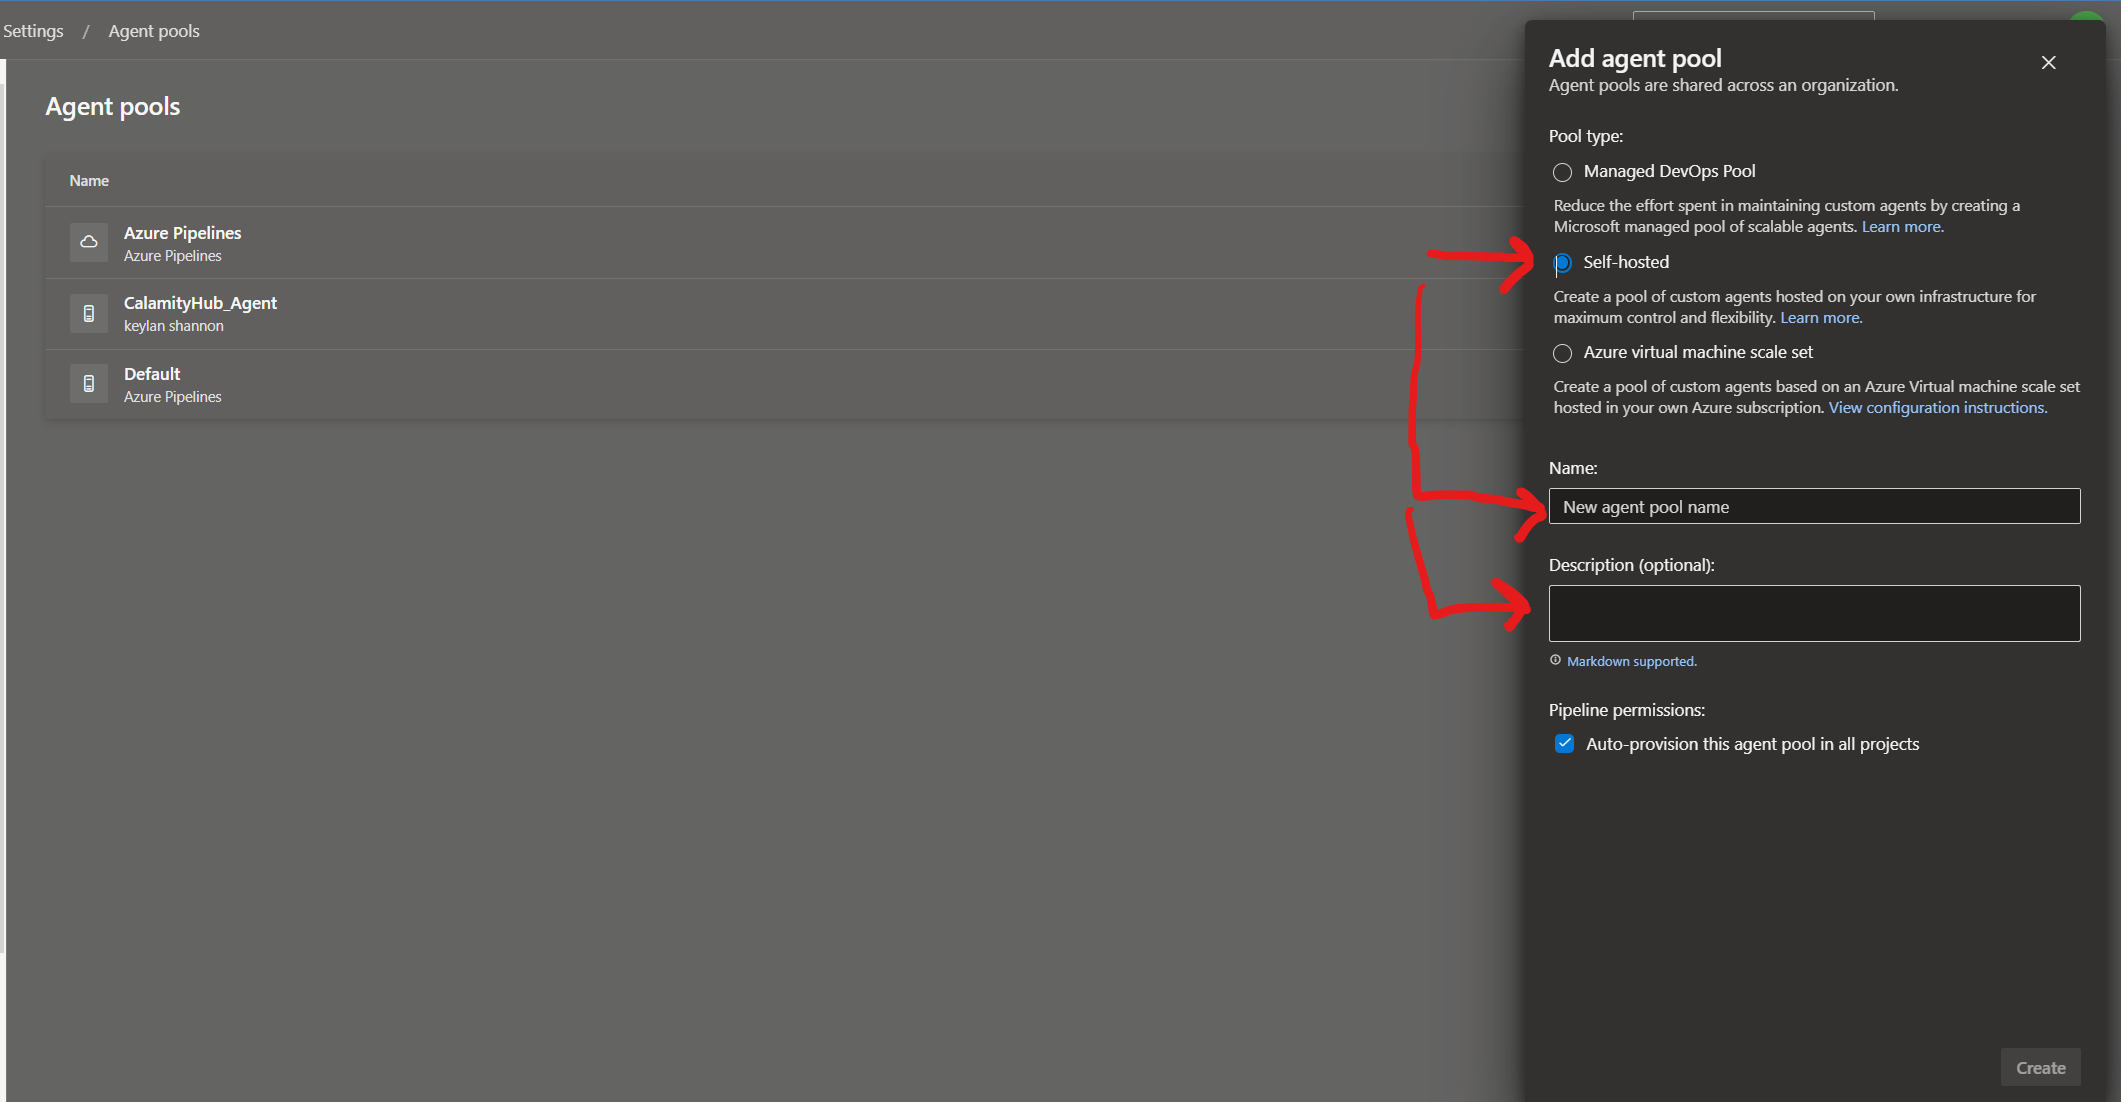 Settings / Agent pools
Agent pools
Name
Azure Pipelines
Azure Pipelines
CalamityHub_Agent
keylan shannon
Default
Azure Pipelines
Add agent pool
Agent pools are shared across an organization.
Pool type:
Managed DevOps Pool
Reduce the effort spent in maintaining custom agents by creating a
Microsoft managed pool of scalable agents. Learn more.
Self-hosted
Create a pool of custom agents hosted on your own infrastructure for
maximum control and flexibility. Learn more.
Azure virtual machine scale set
Create a pool of custom agents based on an Azure Virtual machine scale set
hosted in your own Azure subscription. View configuration instructions.
Name:
New agent pool name
Description (optional):
Markdown supported.
Pipeline permissions:
Auto-provision this agent pool in all projects
Create